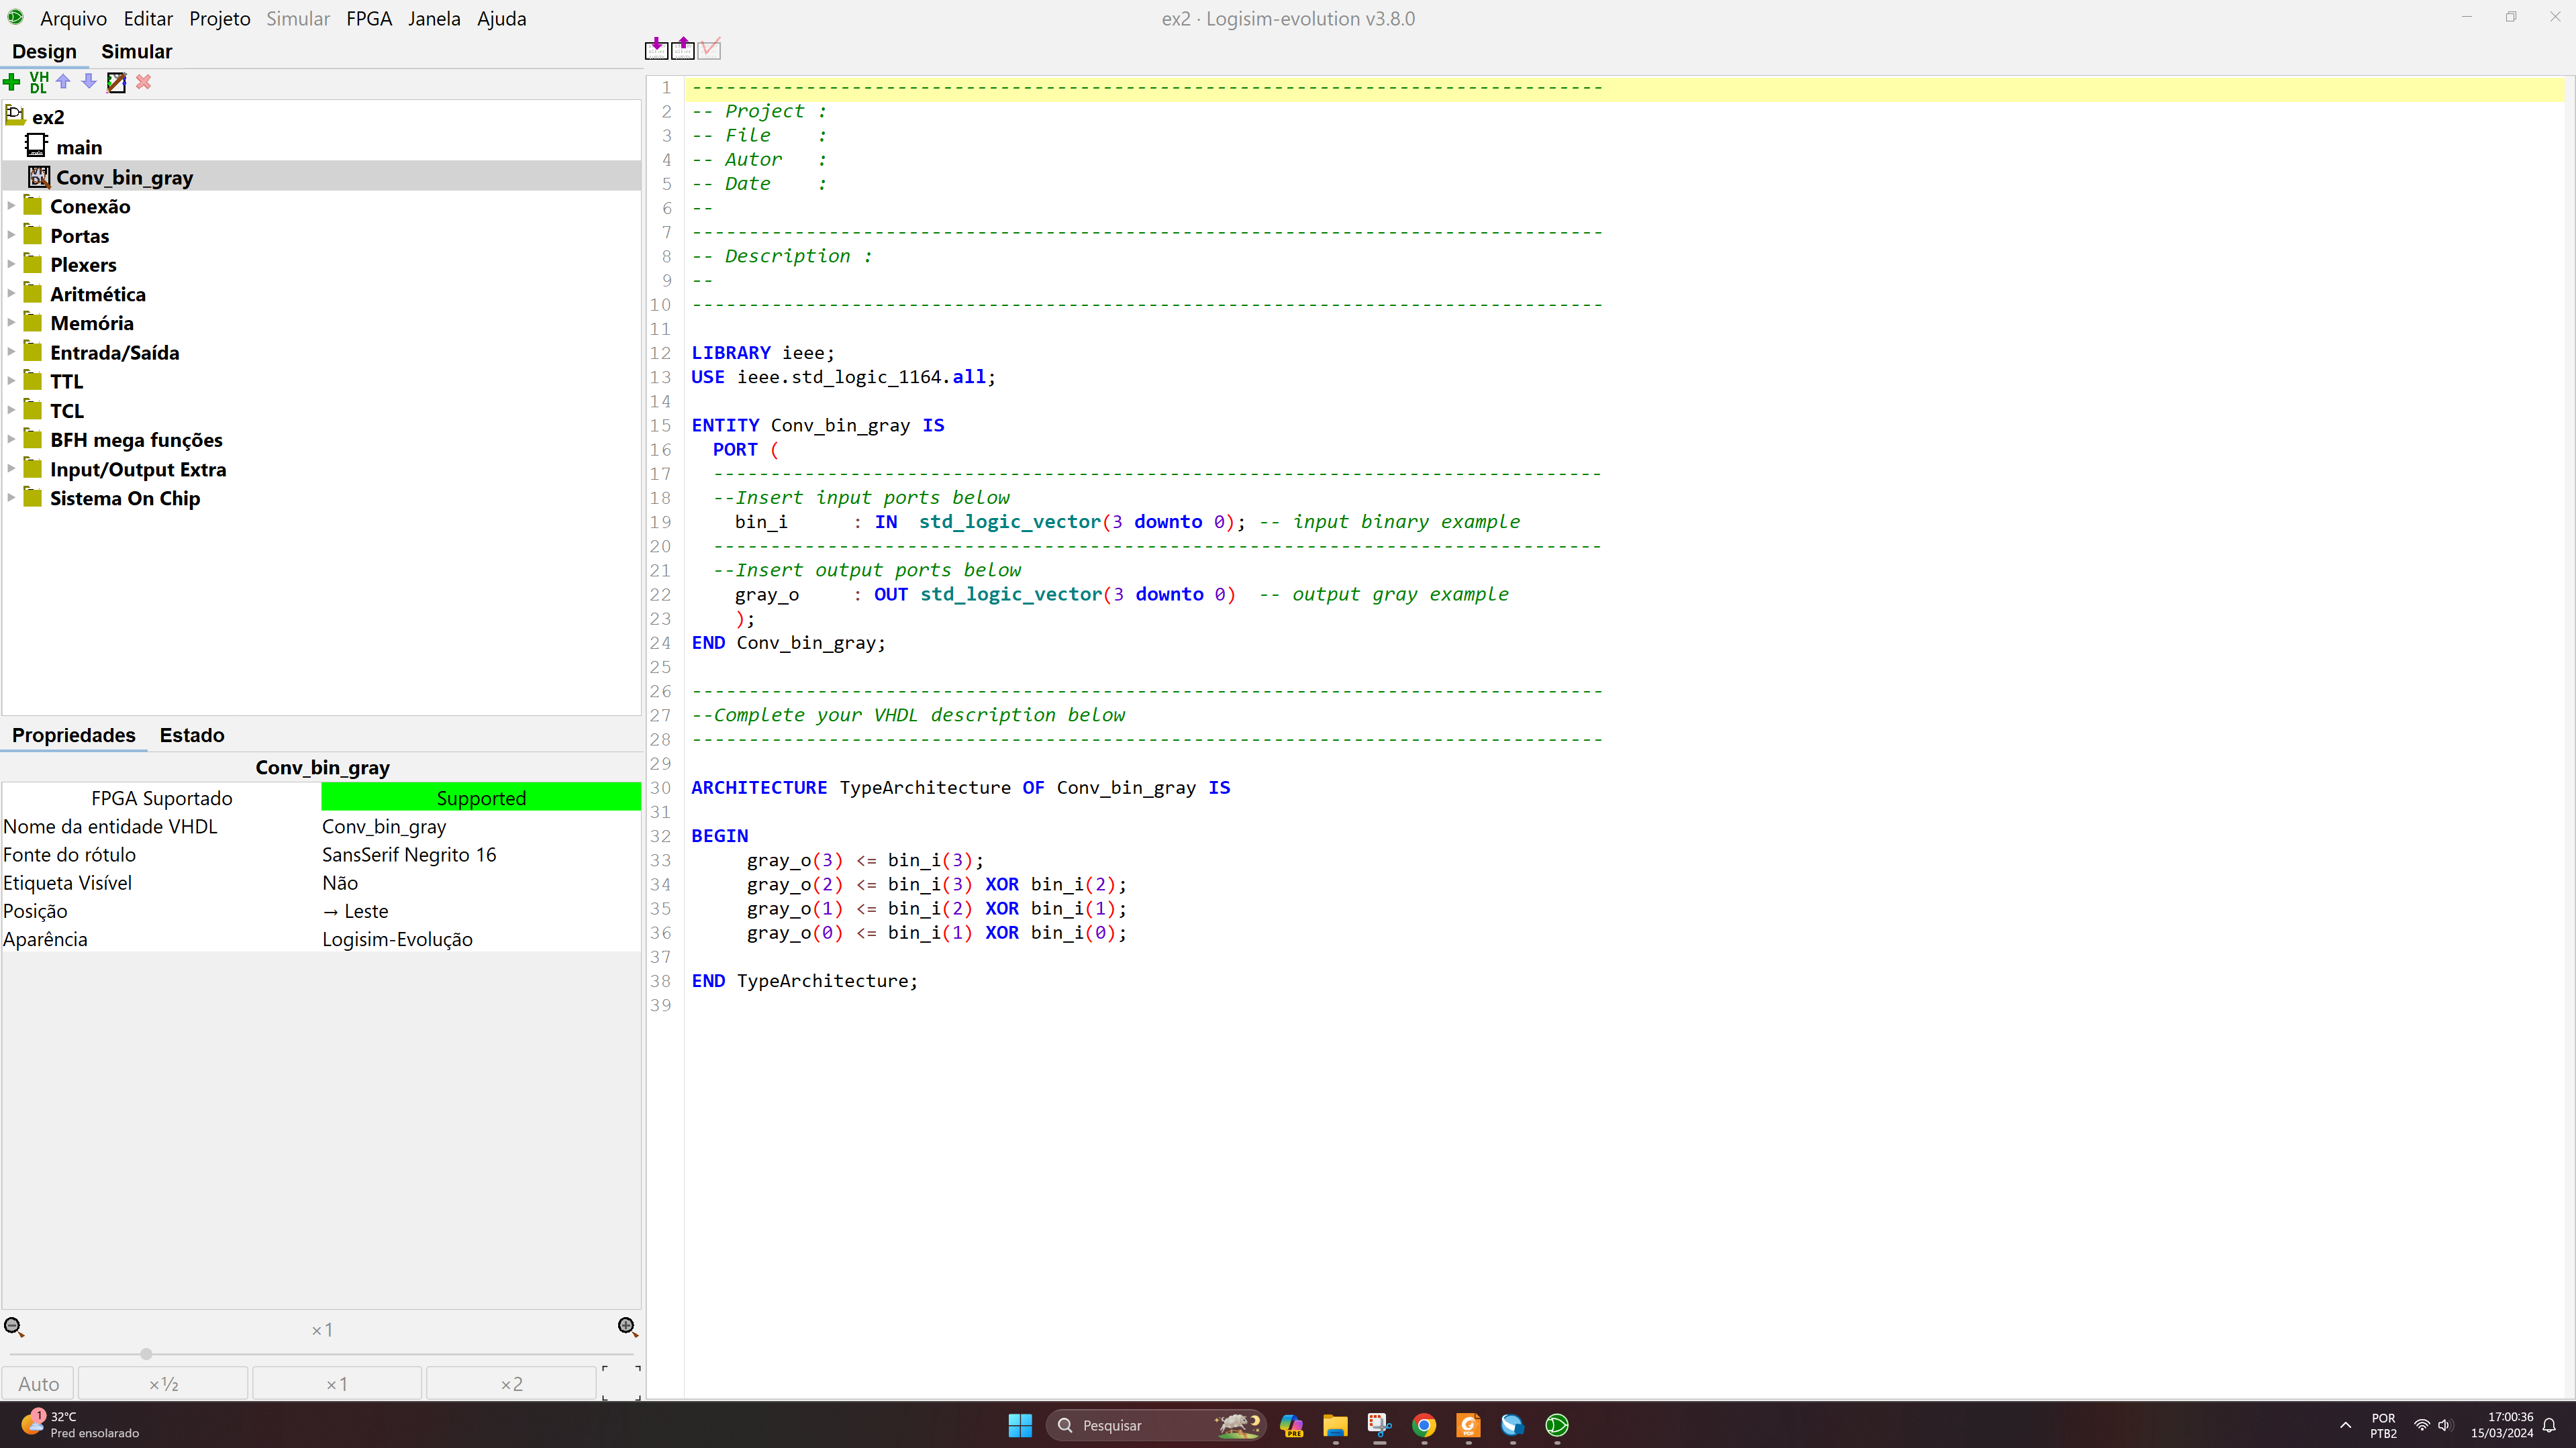 Arquivo Editar Projeto Simular FPGA Janela Ajuda
ex2 · Logisim-evolution v3.8.0
Design Simular
VH
DL
ex2
main
Conv_bin_gray
Conexão
Portas
Plexers
Aritmética
Memória
Entrada/Saída
TTL
TCL
BFH mega funções
Input/Output Extra
Sistema On Chip
Propriedades Estado
Conv_bin_gray
FPGA Suportado Supported
Nome da entidade VHDL Conv_bin_gray
Fonte do rótulo SansSerif Negrito 16
Etiqueta Visível Não
Posição → Leste
Aparência Logisim-Evolução
×1
Auto ×½ ×1 ×2
1 --------------------------------------------------------------------------------
2 -- Project :
3 -- File    :
4 -- Autor   :
5 -- Date    :
6 --
7 --------------------------------------------------------------------------------
8 -- Description :
9 --
10 --------------------------------------------------------------------------------
11
12 LIBRARY ieee;
13 USE ieee.std_logic_1164.all;
14
15 ENTITY Conv_bin_gray IS
16   PORT (
17   ------------------------------------------------------------------------------
18   --Insert input ports below
19     bin_i      : IN  std_logic_vector(3 downto 0); -- input binary example
20   ------------------------------------------------------------------------------
21   --Insert output ports below
22     gray_o     : OUT std_logic_vector(3 downto 0)  -- output gray example
23     );
24 END Conv_bin_gray;
25
26 --------------------------------------------------------------------------------
27 --Complete your VHDL description below
28 --------------------------------------------------------------------------------
29
30 ARCHITECTURE TypeArchitecture OF Conv_bin_gray IS
31
32 BEGIN
33      gray_o(3) <= bin_i(3);
34      gray_o(2) <= bin_i(3) XOR bin_i(2);
35      gray_o(1) <= bin_i(2) XOR bin_i(1);
36      gray_o(0) <= bin_i(1) XOR bin_i(0);
37
38 END TypeArchitecture;
39
1
32°C
Pred ensolarado
Pesquisar
PRE
PDF
POR
PTB2
17:00:36
15/03/2024